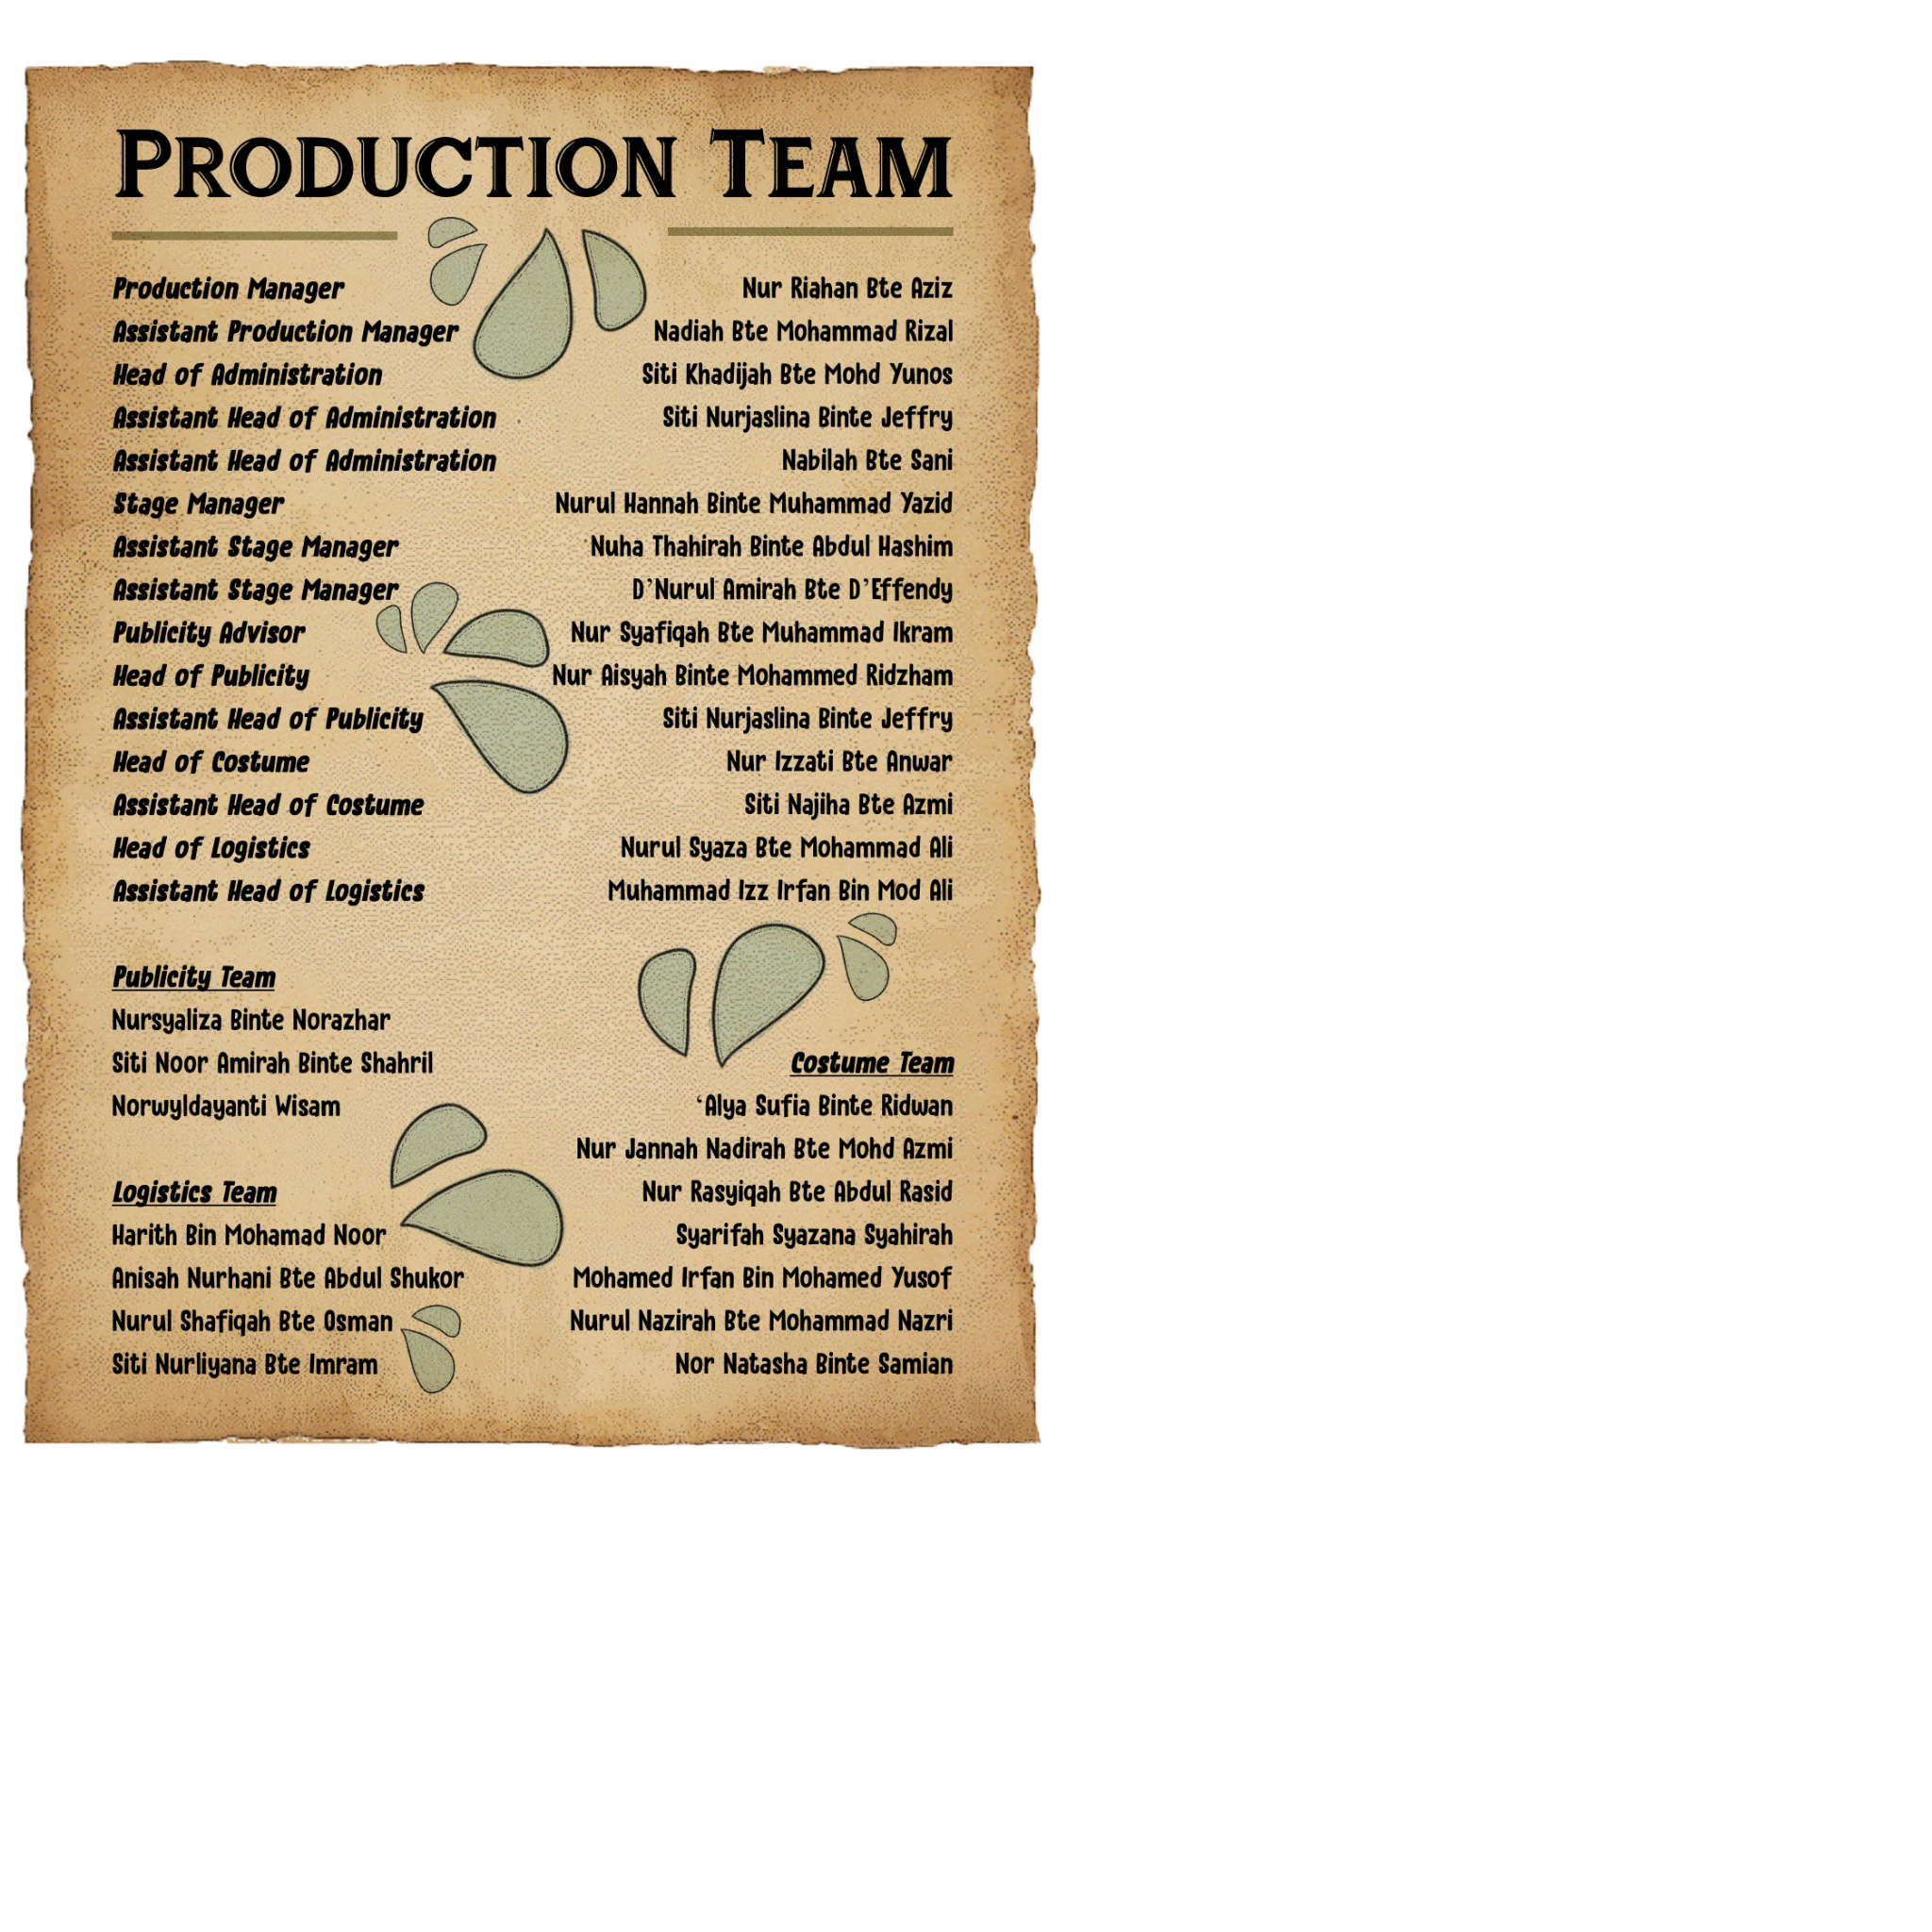 PRODUCTION TEAM
Production Manager Nur Riahan Bte Aziz
Assistant Production Manager Nadiah Bte Mohammad Rizal
Head of Administration Siti Khadijah Bte Mohd Yunos
Assistant Head of Administration Siti Nurjaslina Binte Jeffry
Assistant Head of Administration Nabilah Bte Sani
Stage Manager Nurul Hannah Binte Muhammad Yazid
Assistant Stage Manager Nuha Thahirah Binte Abdul Hashim
Assistant Stage Manager D’Nurul Amirah Bte D’Effendy
Publicity Advisor Nur Syafiqah Bte Muhammad Ikram
Head of Publicity Nur Aisyah Binte Mohammed Ridzham
Assistant Head of Publicity Siti Nurjaslina Binte Jeffry
Head of Costume Nur Izzati Bte Anwar
Assistant Head of Costume Siti Najiha Bte Azmi
Head of Logistics Nurul Syaza Bte Mohammad Ali
Assistant Head of Logistics Muhammad Izz Irfan Bin Mod Ali
Publicity Team
Nursyaliza Binte Norazhar
Siti Noor Amirah Binte Shahril
Norwyldayanti Wisam
Logistics Team
Harith Bin Mohamad Noor
Anisah Nurhani Bte Abdul Shukor
Nurul Shafiqah Bte Osman
Siti Nurliyana Bte Imram
Costume Team
‘Alya Sufia Binte Ridwan
Nur Jannah Nadirah Bte Mohd Azmi
Nur Rasyiqah Bte Abdul Rasid
Syarifah Syazana Syahirah
Mohamed Irfan Bin Mohamed Yusof
Nurul Nazirah Bte Mohammad Nazri
Nor Natasha Binte Samian